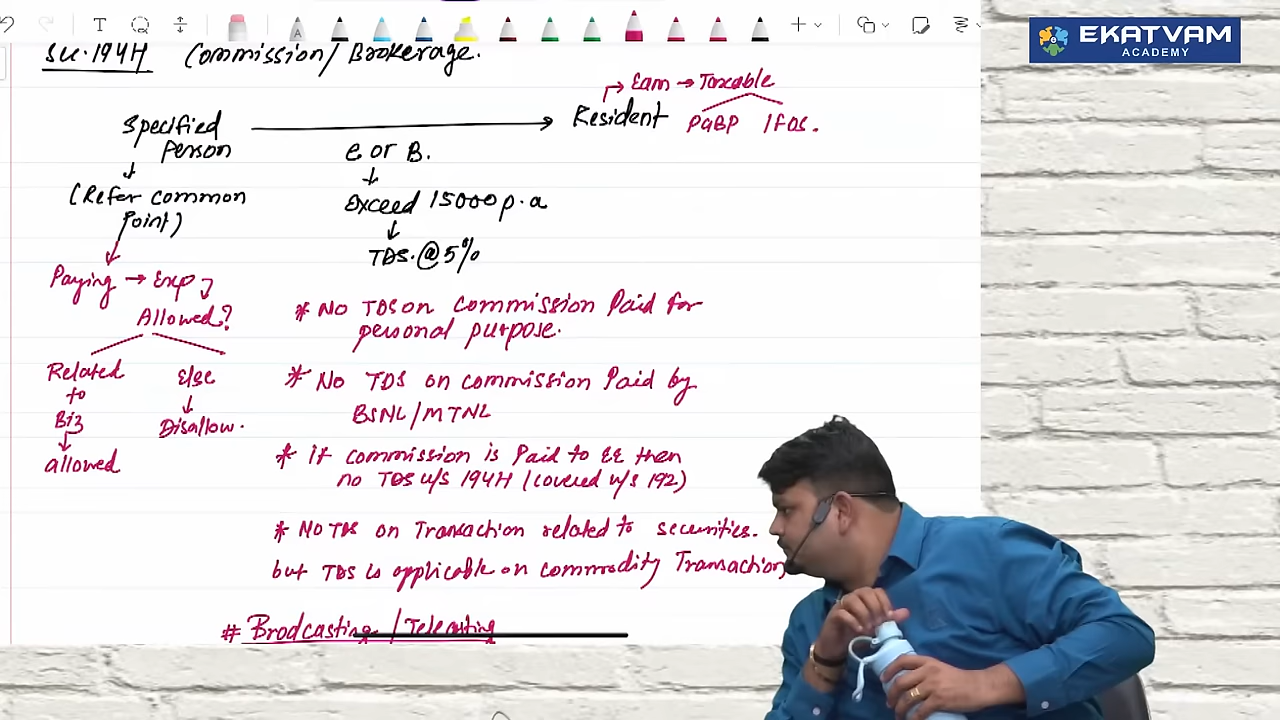 EKATVAM
ACADEMY
Sec. 194H Commission/Brokerage.
Specified Person
(Refer common Point)
C or B.
Exceed 15000 p.a
TDS @ 5%
Resident
Earn → Taxable
PGBP IFOS.
Paying → Exp
Allowed?
Related to Biz
allowed
Else
Disallow.
* No TDS on Commission Paid for
personal purpose.
* No TDS on commission Paid by
BSNL/MTNL
* if commission is Paid to EE then
no TDS u/s 194H (covered u/s 192)
* No TDS on Transaction related to securities.
but TDS is applicable on commodity Transaction
# Brodcasting / Telecasting